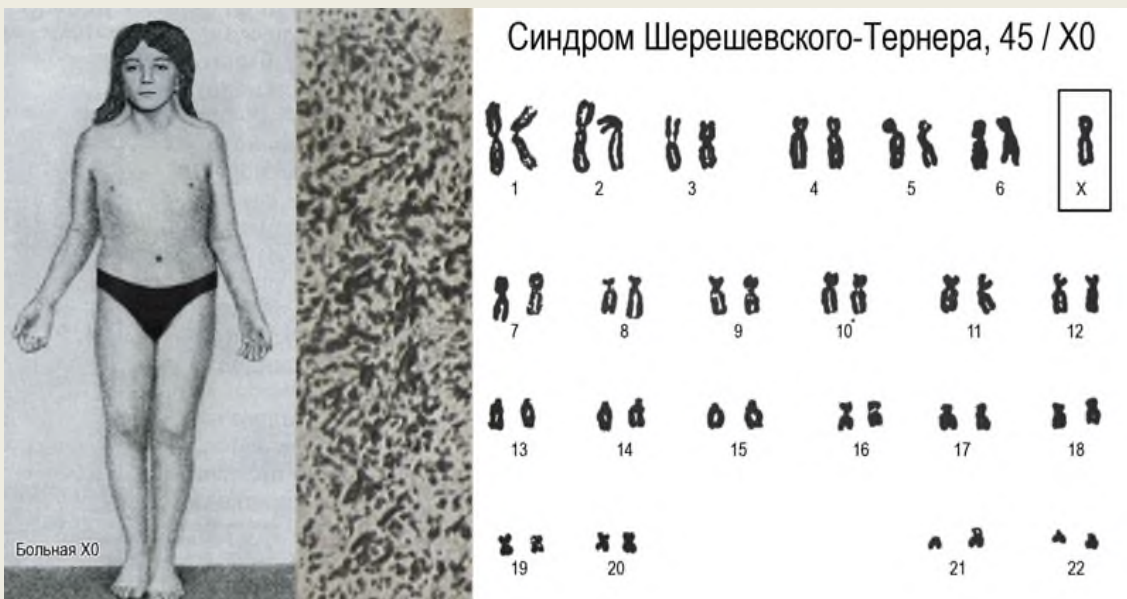 Синдром Шерешевского-Тернера, 45 / X0
1 2 3 4 5 6 X
7 8 9 10 11 12
13 14 15 16 17 18
Больная X0
19 20 21 22